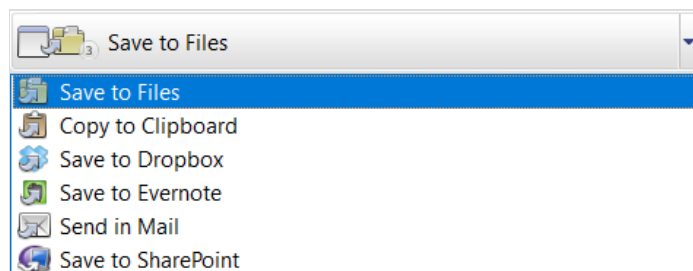 3 Save to Files
Save to Files
Copy to Clipboard
Save to Dropbox
Save to Evernote
Send in Mail
Save to SharePoint